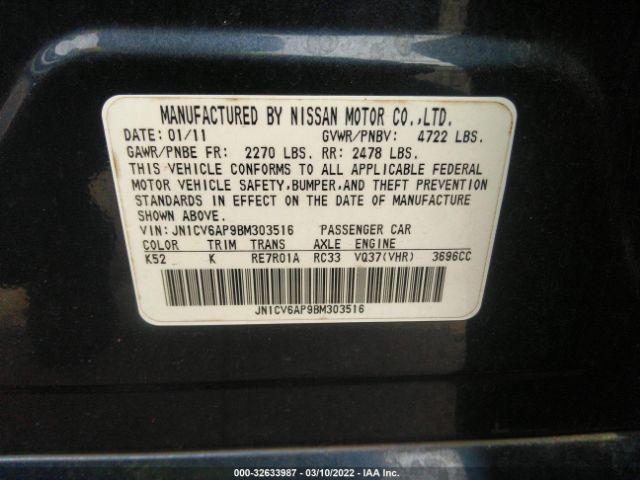 MANUFACTURED BY NISSAN MOTOR CO.,LTD.
DATE: 01/11 GVWR/PNBV: 4722 LBS.
GAWR/PNBE FR: 2270 LBS. RR: 2478 LBS.
THIS VEHICLE CONFORMS TO ALL APPLICABLE FEDERAL
MOTOR VEHICLE SAFETY,BUMPER,AND THEFT PREVENTION
STANDARDS IN EFFECT ON THE DATE OF MANUFACTURE
SHOWN ABOVE.
VIN: JN1CV6AP9BM303516 PASSENGER CAR
COLOR TRIM TRANS AXLE ENGINE
K52 K RE7R01A RC33 VQ37(VHR) 3696CC
JN1CV6AP9BM303516
000-32633987 - 03/10/2022 - IAA Inc.